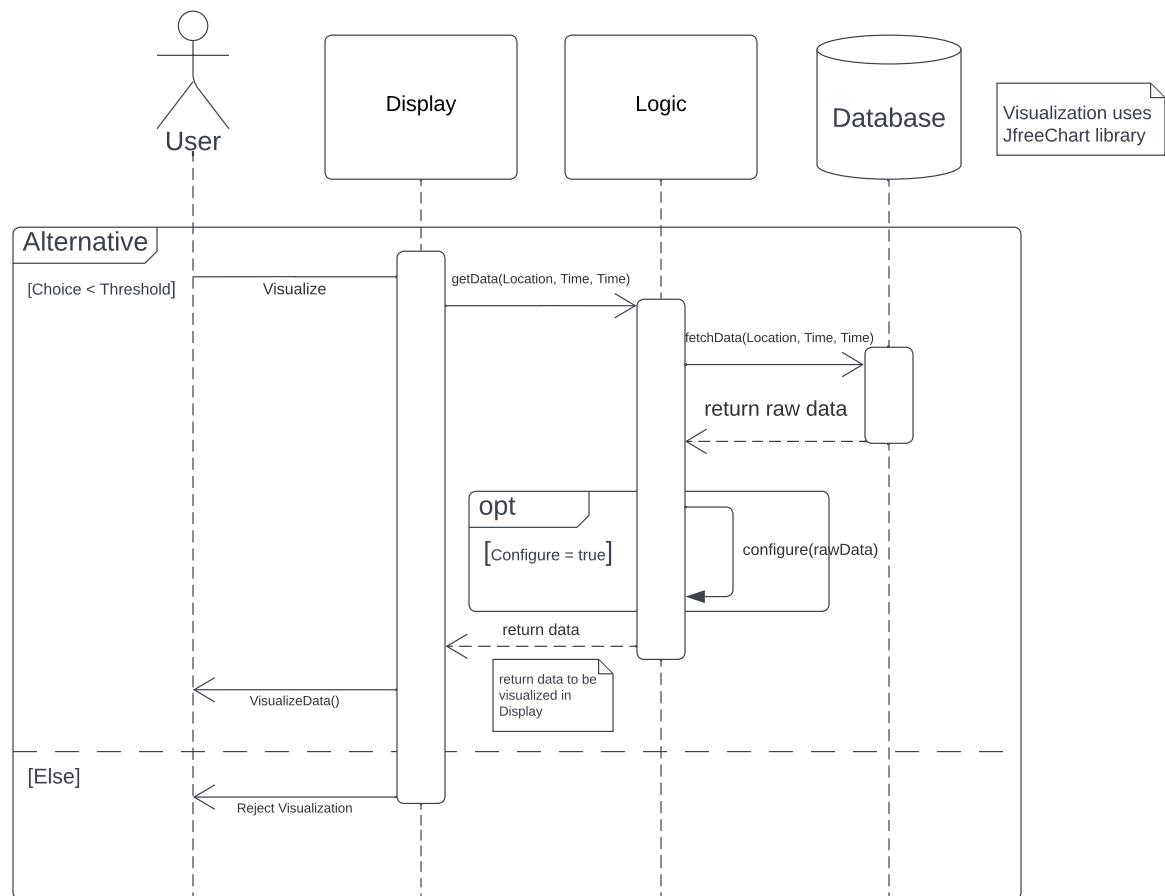 User
Display
Logic
Database
Visualization uses
JfreeChart library
Alternative
[Choice < Threshold]
Visualize
getData(Location, Time, Time)
fetchData(Location, Time, Time)
return raw data
opt
[Configure = true]
configure(rawData)
return data
return data to be
visualized in
Display
VisualizeData()
[Else]
Reject Visualization